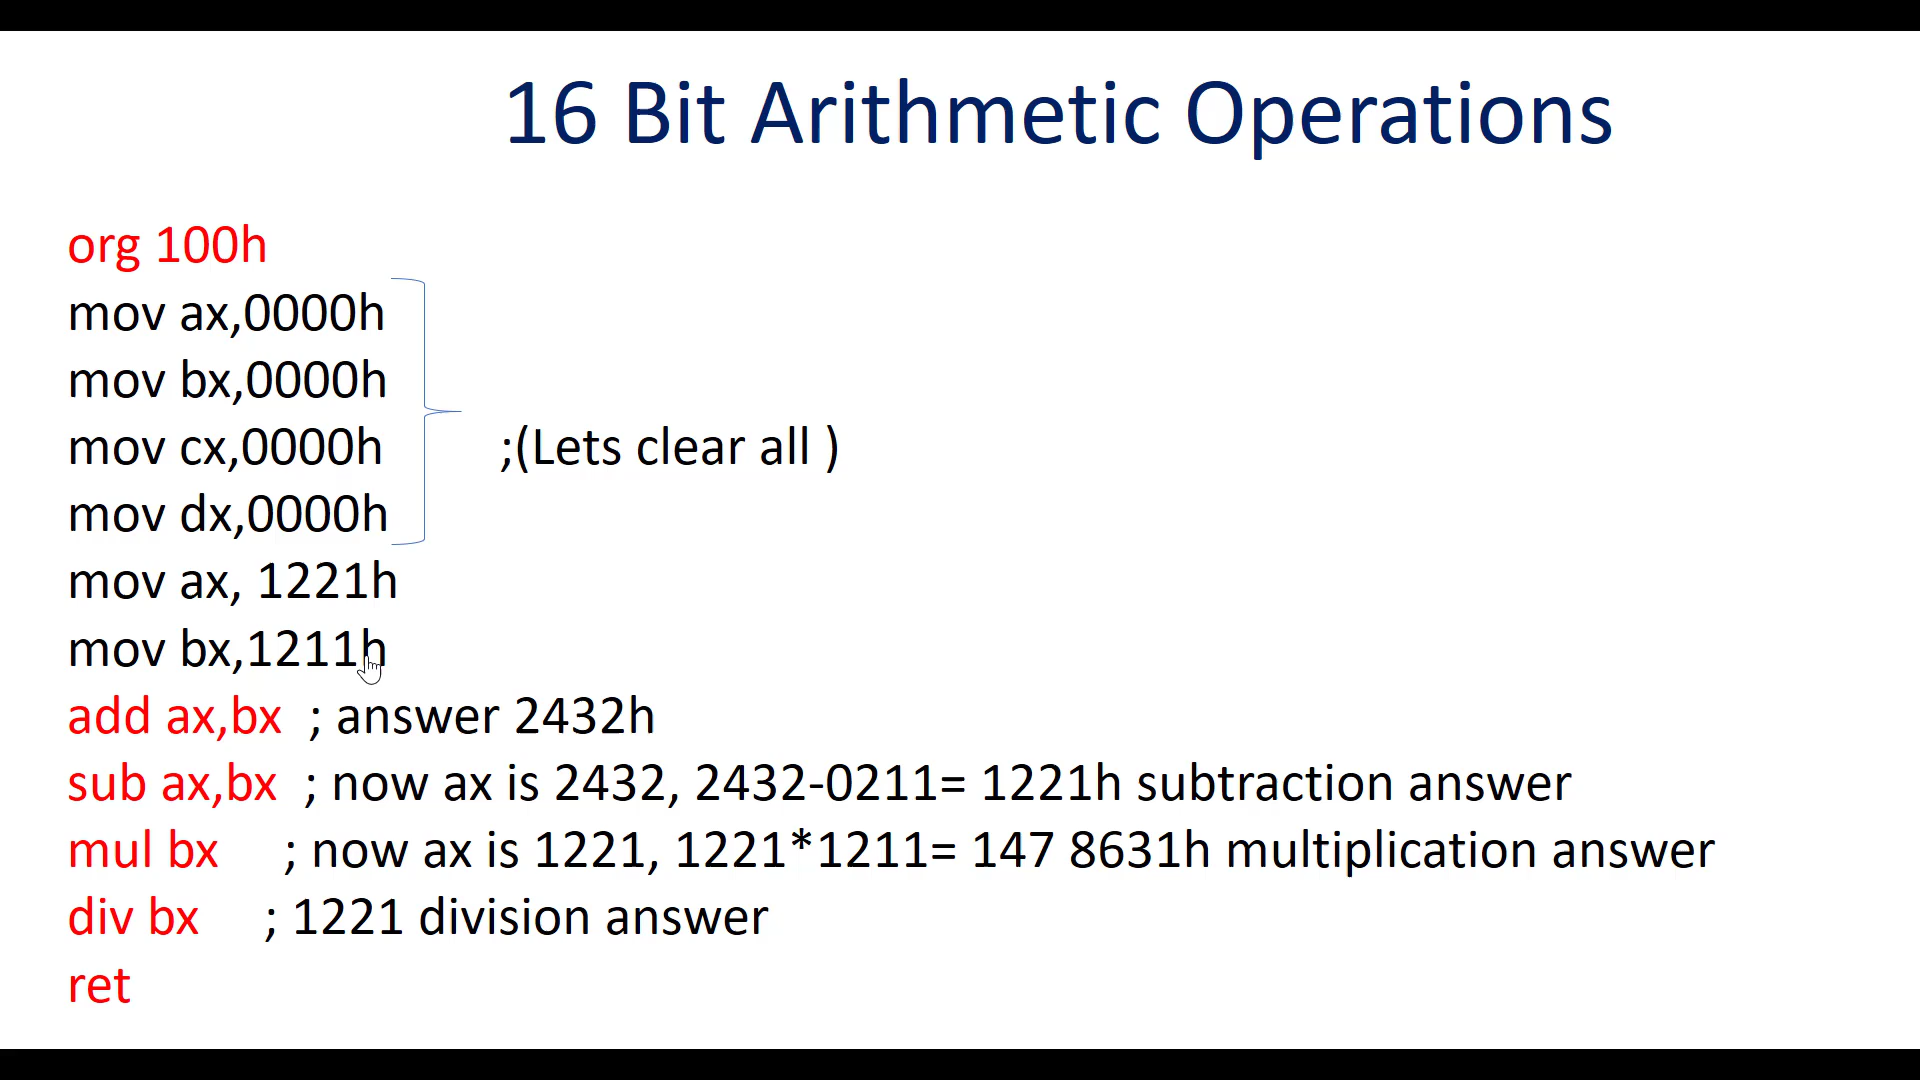 16 Bit Arithmetic Operations
org 100h
mov ax,0000h
mov bx,0000h
mov cx,0000h ;(Lets clear all )
mov dx,0000h
mov ax, 1221h
mov bx,1211h
add ax,bx ; answer 2432h
sub ax,bx ; now ax is 2432, 2432-0211= 1221h subtraction answer
mul bx ; now ax is 1221, 1221*1211= 147 8631h multiplication answer
div bx ; 1221 division answer
ret